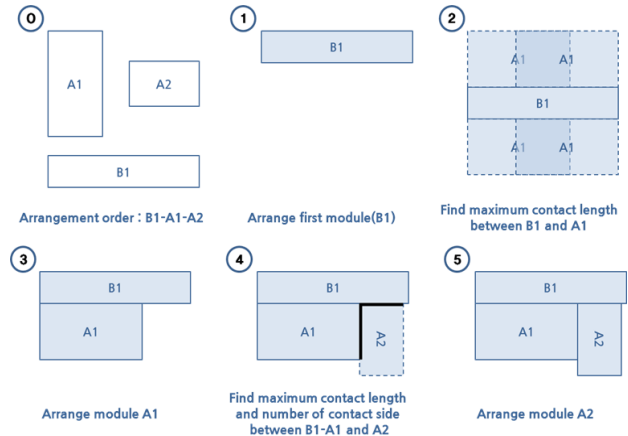 0
1
2
A1
A2
B1
B1
A1
A1
B1
A1
A1
Arrangement order : B1-A1-A2
Arrange first module(B1)
Find maximum contact length
between B1 and A1
3
4
5
B1
A1
B1
A1
A2
B1
A1
A2
Arrange module A1
Find maximum contact length
and number of contact side
between B1-A1 and A2
Arrange module A2